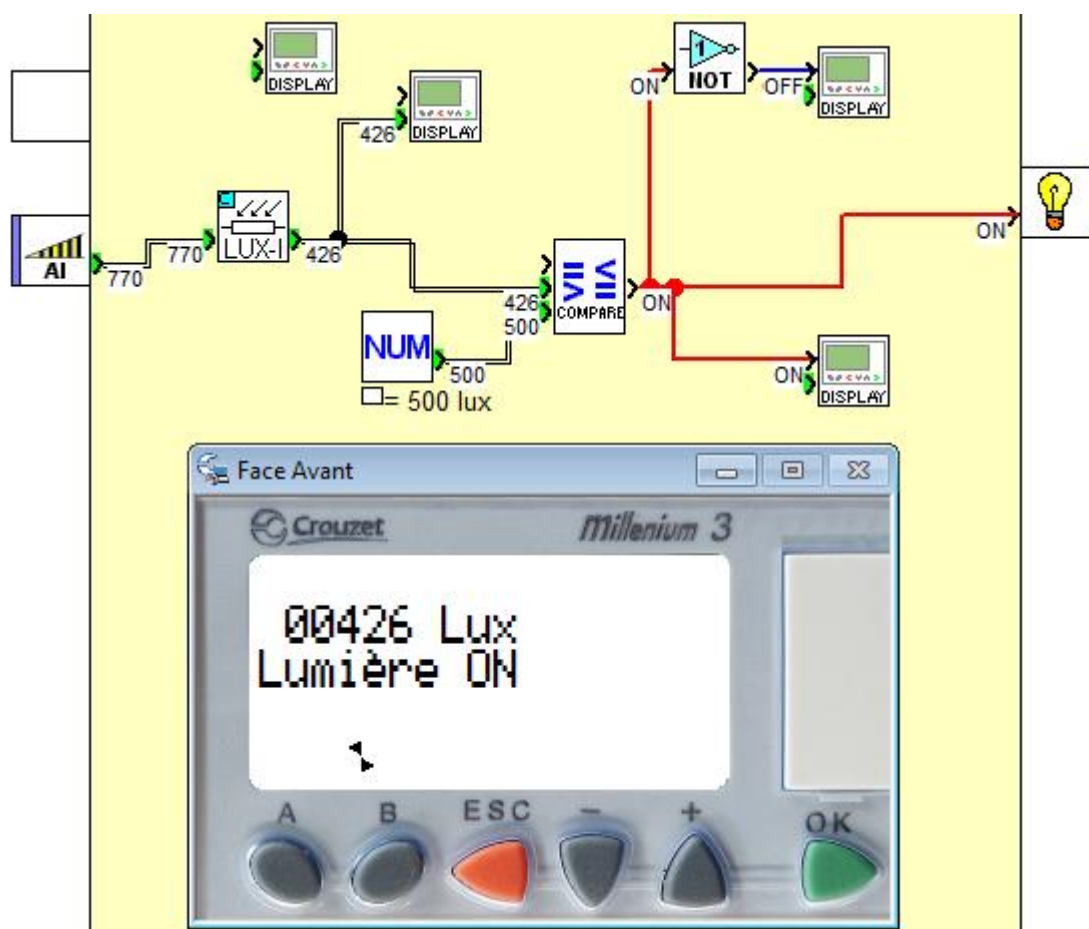 DISPLAY
426 DISPLAY
ON NOT OFF DISPLAY
AI 770
770 LUX-I 426
ON
426
500 COMPARE ON
NUM 500
= 500 lux
ON DISPLAY
Face Avant
Crouzet Millenium 3
00426 Lux
Lumière ON
A B ESC - + OK